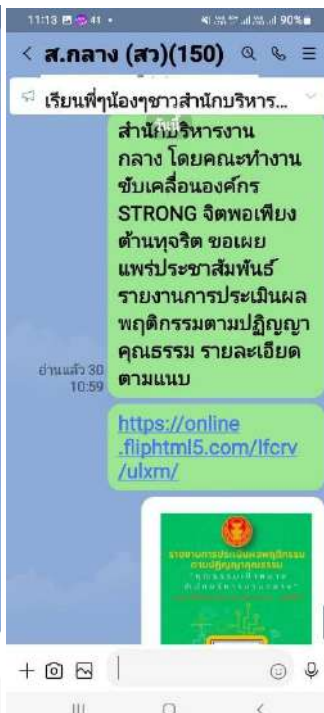 11:13
41
90%
ส.กลาง (สว)(150)
เรียนพี่ๆน้องๆชาวสำนักบริหาร...
วันนี้
สำนักบริหารงาน
กลาง โดยคณะทำงาน
ขับเคลื่อนองค์กร
STRONG จิตพอเพียง
ต้านทุจริต ขอเผย
แพร่ประชาสัมพันธ์
รายงานการประเมินผล
พฤติกรรมตามปฏิญญา
คุณธรรม รายละเอียด
ตามแนบ
อ่านแล้ว 30
10:59
https://online
.fliphtml5.com/lfcrv
/ulxm/
รายงานการประเมินผลพฤติกรรม
ตามปฏิญญาคุณธรรม